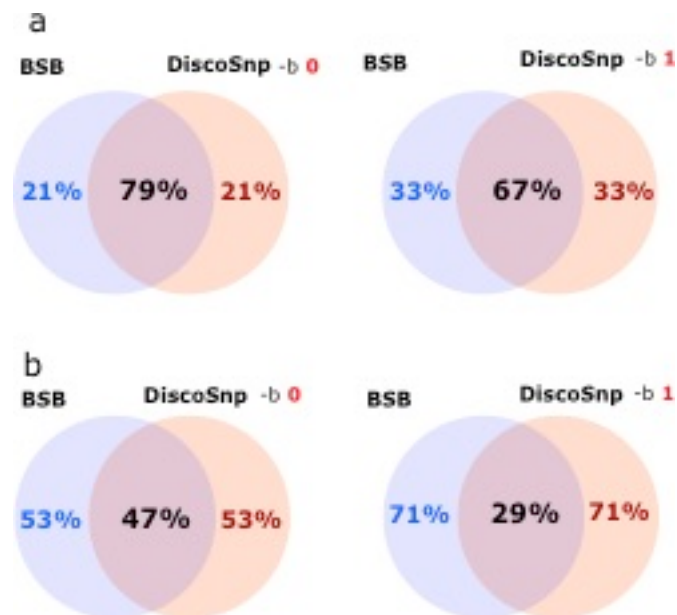 a
BSB DiscoSnp -b 0 BSB DiscoSnp -b 1
21% 79% 21% 33% 67% 33%
b
BSB DiscoSnp -b 0 BSB DiscoSnp -b 1
53% 47% 53% 71% 29% 71%